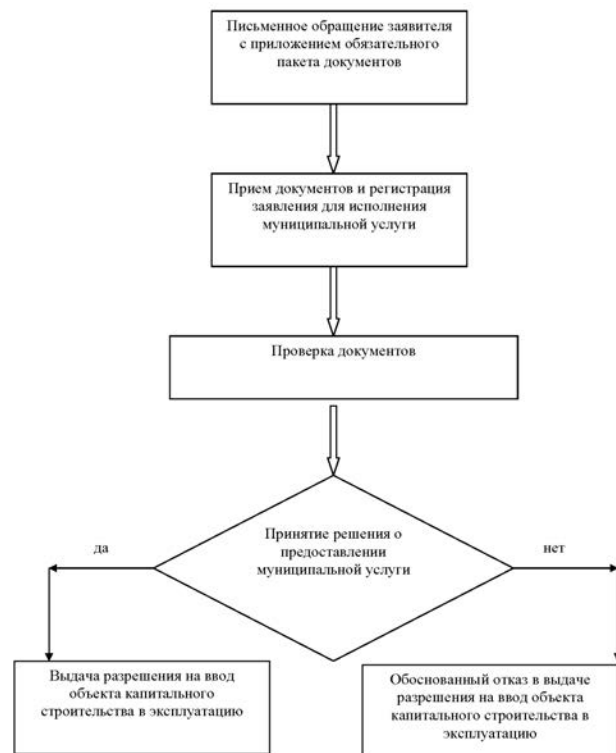 Письменное обращение заявителя
с приложением обязательного
пакета документов
Прием документов и регистрация
заявления для исполнения
муниципальной услуги
Проверка документов
Принятие решения о
предоставлении
муниципальной услуги
да
нет
Выдача разрешения на ввод
объекта капитального
строительства в эксплуатацию
Обоснованный отказ в выдаче
разрешения на ввод объекта
капитального строительства в
эксплуатацию